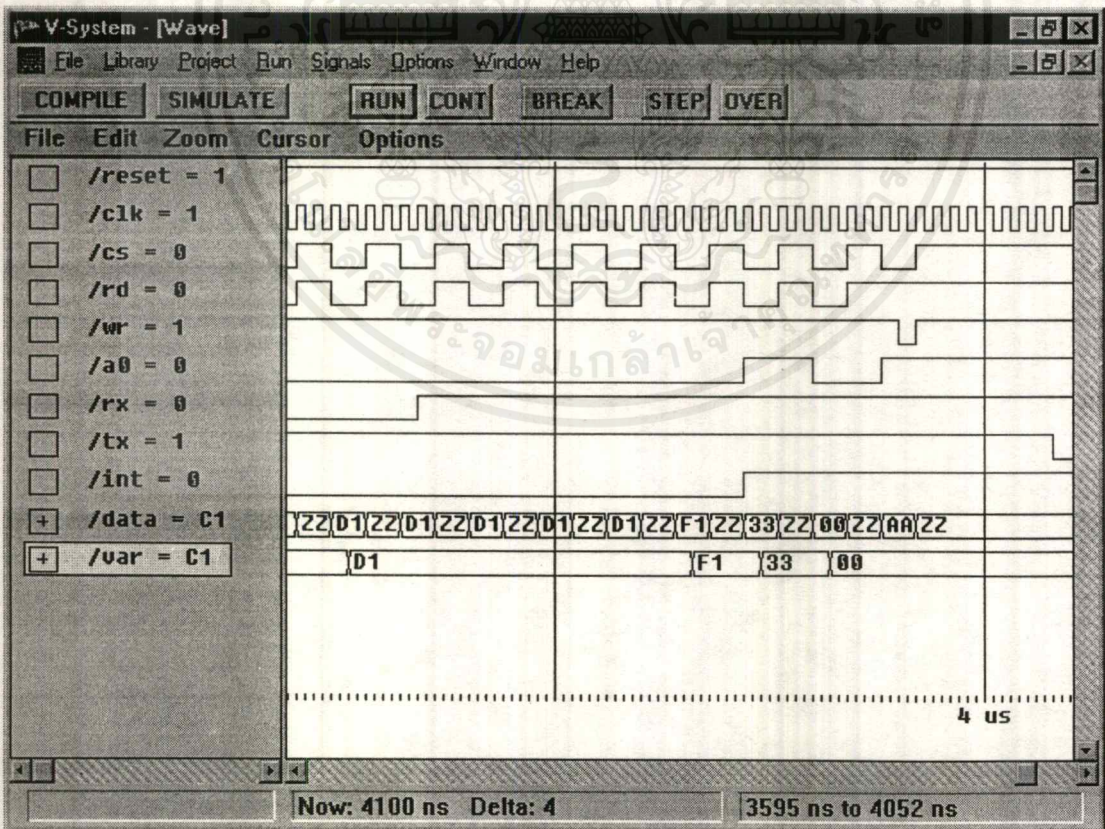 V-System - [Wave]
File Library Project Run Signals Options Window Help
COMPILE SIMULATE RUN CONT BREAK STEP OVER
File Edit Zoom Cursor Options
/reset = 1
/clk = 1
/cs = 0
/rd = 0
/wr = 1
/a0 = 0
/rx = 0
/tx = 1
/int = 0
/data = C1 ZZ D1 ZZ D1 ZZ D1 ZZ D1 ZZ D1 ZZ F1 ZZ 33 ZZ 00 ZZ AA ZZ
/var = C1 D1 F1 33 00
4 us
Now: 4100 ns Delta: 4
3595 ns to 4052 ns